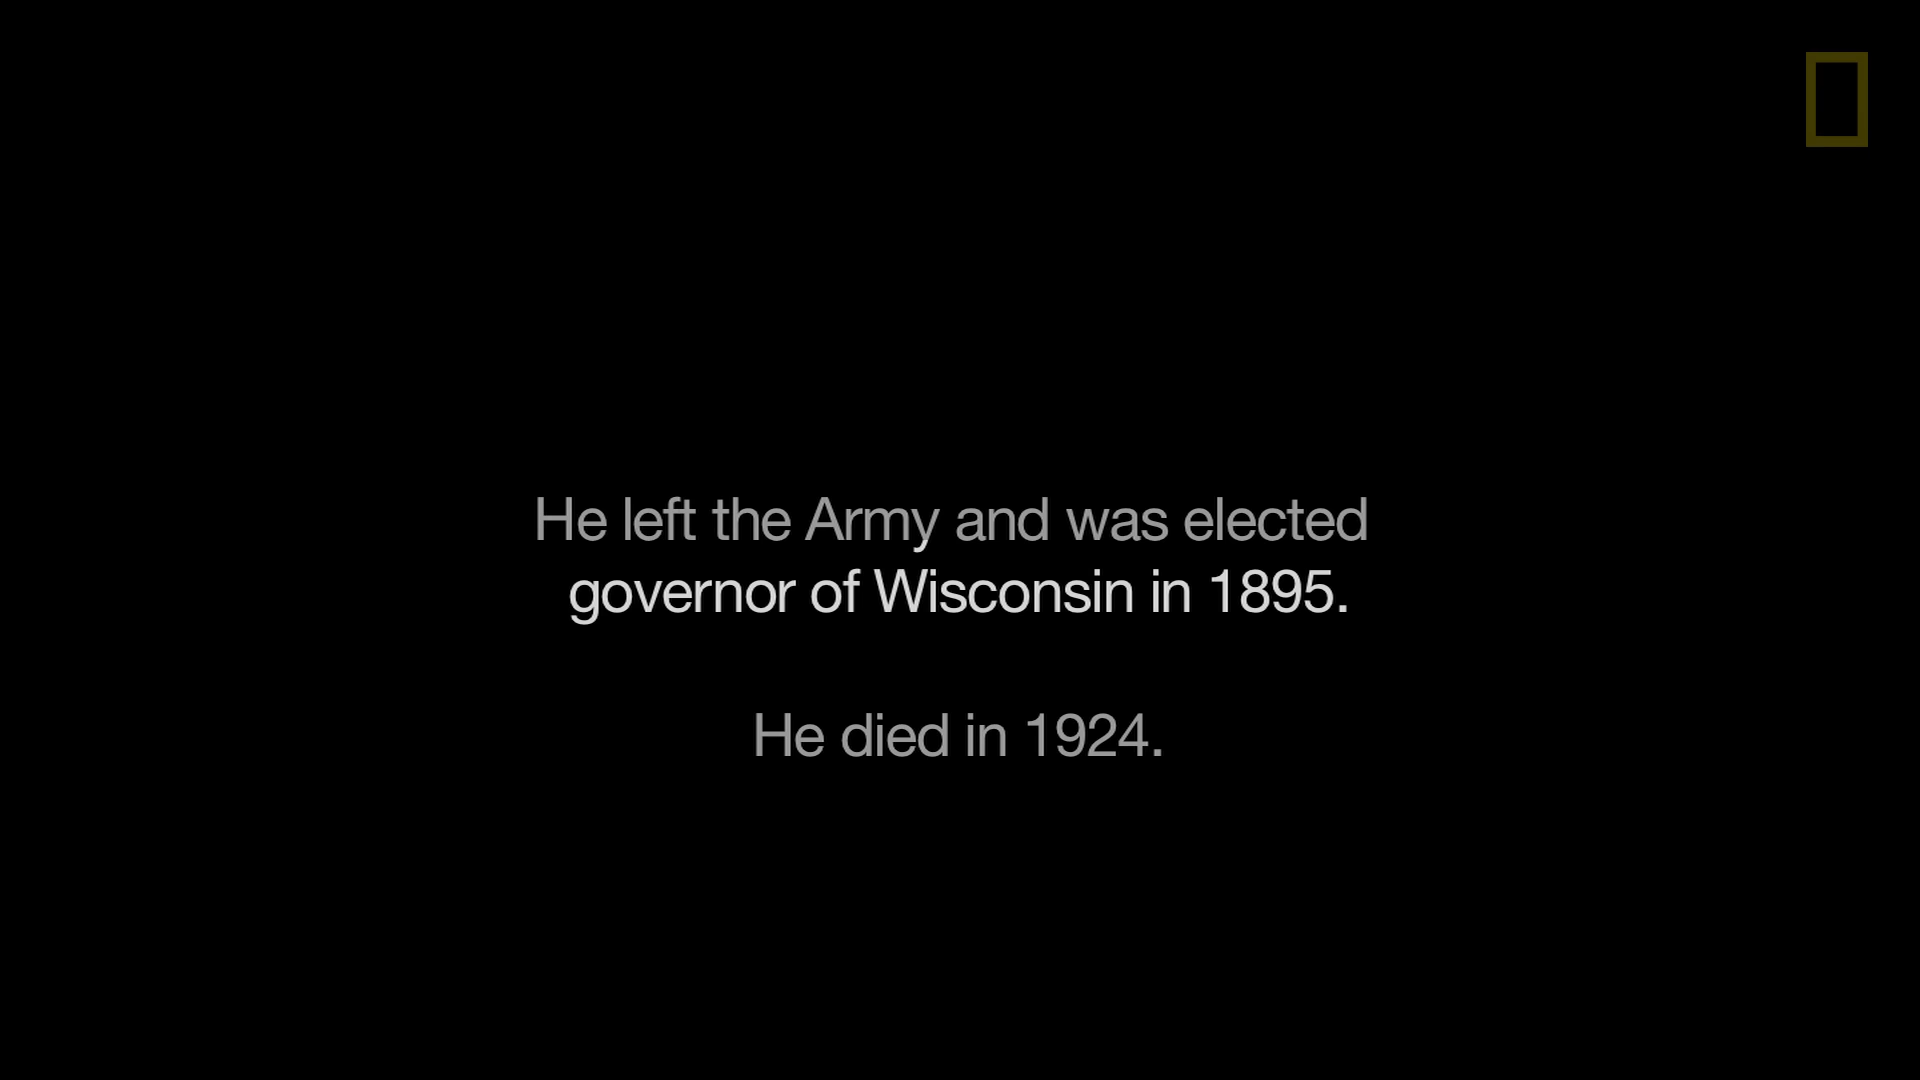 He left the Army and was elected
governor of Wisconsin in 1895.
He died in 1924.